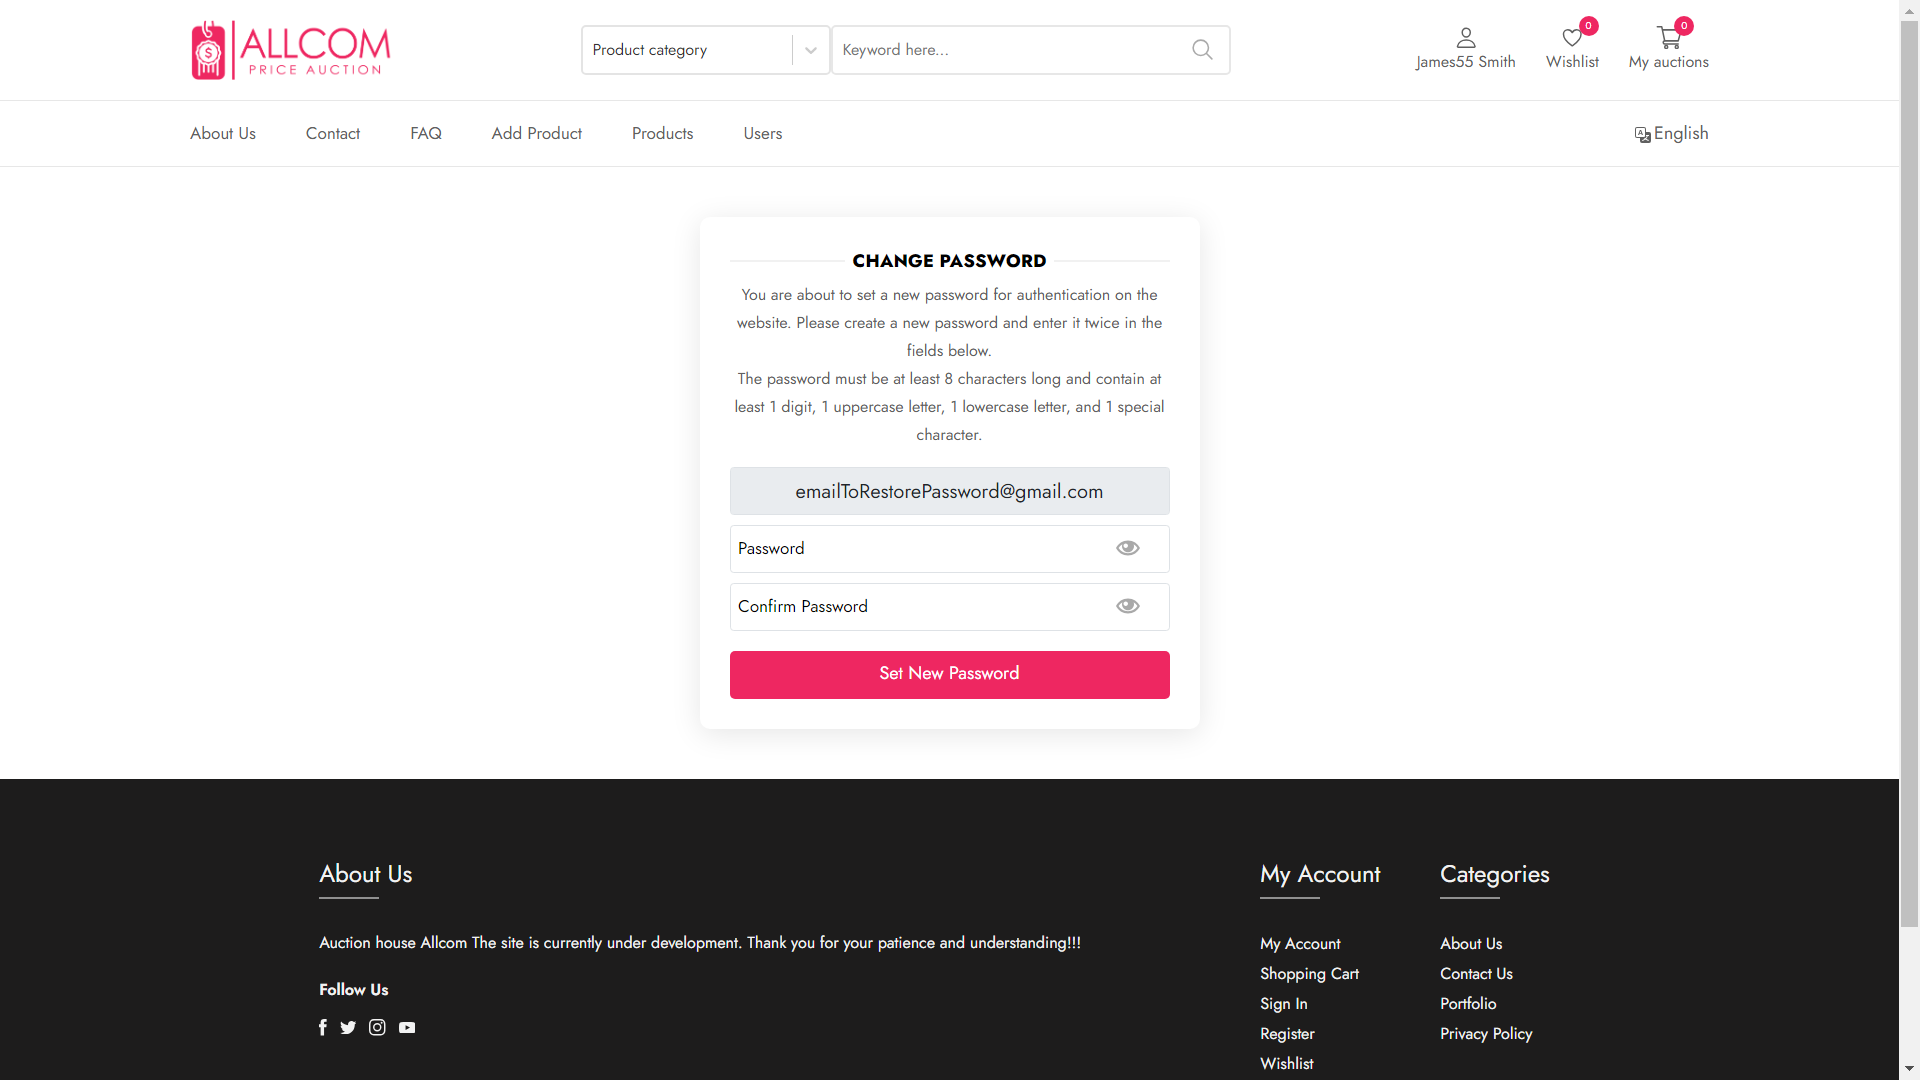 ALLCOM
PRICE AUCTION
Product category
Keyword here...
James55 Smith
0
Wishlist
0
My auctions
About Us
Contact
FAQ
Add Product
Products
Users
English
CHANGE PASSWORD
You are about to set a new password for authentication on the
website. Please create a new password and enter it twice in the
fields below.
The password must be at least 8 characters long and contain at
least 1 digit, 1 uppercase letter, 1 lowercase letter, and 1 special
character.
emailToRestorePassword@gmail.com
Password
Confirm Password
Set New Password
About Us
Auction house Allcom The site is currently under development. Thank you for your patience and understanding!!!
Follow Us
My Account
My Account
Shopping Cart
Sign In
Register
Wishlist
Categories
About Us
Contact Us
Portfolio
Privacy Policy